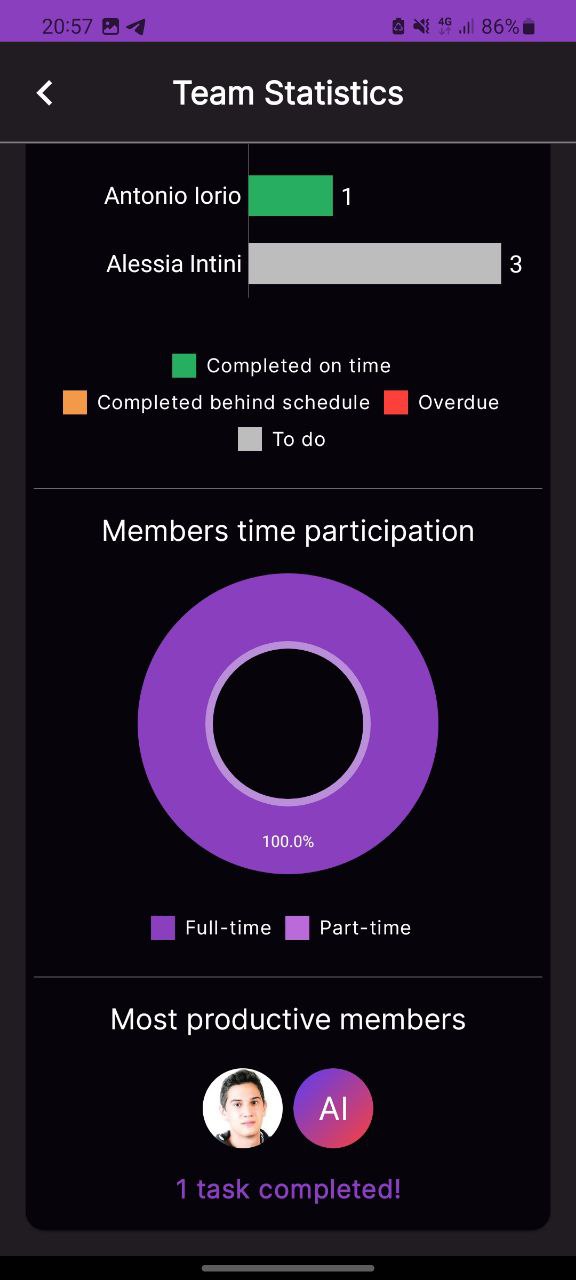 20:57 4G 86%
Team Statistics
Antonio Iorio 1
Alessia Intini 3
Completed on time
Completed behind schedule Overdue
To do
Members time participation
100.0%
Full-time Part-time
Most productive members
AI
1 task completed!